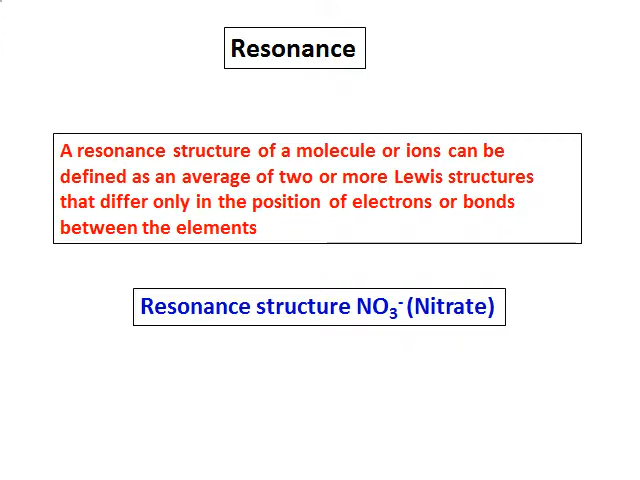 Resonance
A resonance structure of a molecule or ions can be
defined as an average of two or more Lewis structures
that differ only in the position of electrons or bonds
between the elements
Resonance structure NO₃⁻ (Nitrate)